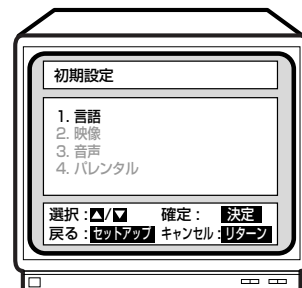 初期設定
1. 言語
2. 映像
3. 音声
4. パレンタル
選択 :▲/▼ 確定 : 決定
戻る : セットアップ キャンセル : リターン